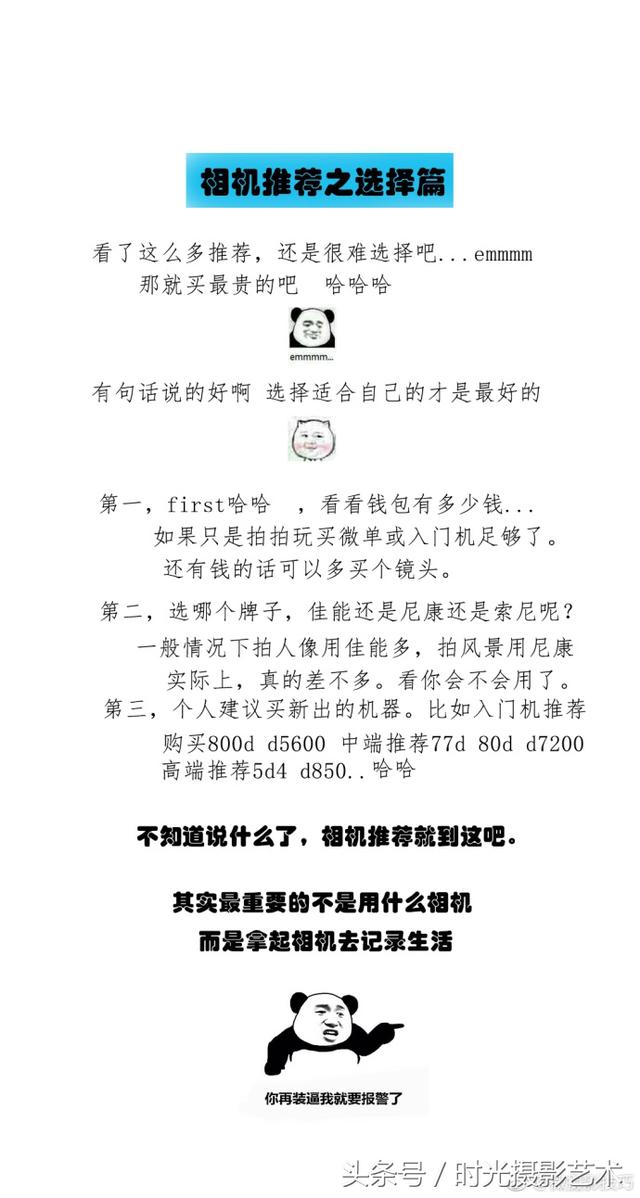 相机推荐之选择篇
看了这么多推荐，还是很难选择吧...emmmm
那就买最贵的吧 哈哈哈
emmmm...
有句话说的好啊 选择适合自己的才是最好的
第一，first哈哈 ，看看钱包有多少钱...
如果只是拍拍玩买微单或入门机足够了。
还有钱的话可以多买个镜头。
第二，选哪个牌子，佳能还是尼康还是索尼呢？
一般情况下拍人像用佳能多，拍风景用尼康
实际上，真的差不多。看你会不会用了。
第三，个人建议买新出的机器。比如入门机推荐
购买800d d5600 中端推荐77d 80d d7200
高端推荐5d4 d850..哈哈
不知道说什么了，相机推荐就到这吧。
其实最重要的不是用什么相机
而是拿起相机去记录生活
你再装逼我就要报警了
头条号 / 时光摄影艺术